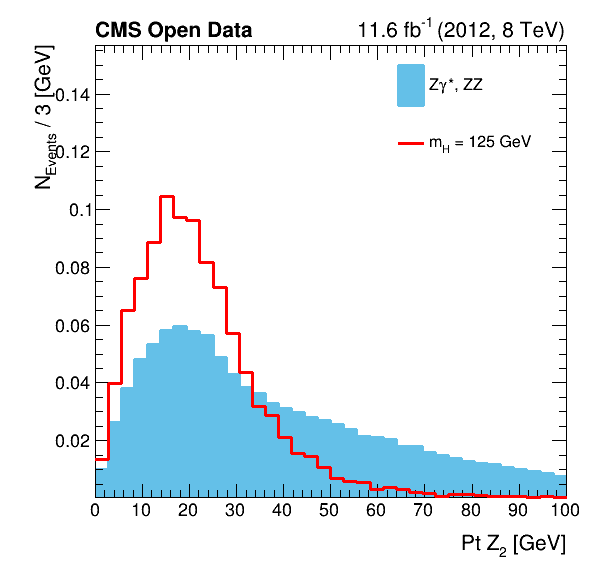 CMS Open Data
11.6 fb⁻¹ (2012, 8 TeV)
N_Events / 3 [GeV]
Zγ*, ZZ
m_H = 125 GeV
0.14
0.12
0.1
0.08
0.06
0.04
0.02
0 10 20 30 40 50 60 70 80 90 100
Pt Z₂ [GeV]